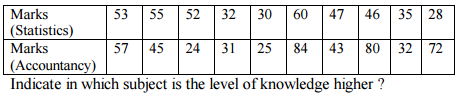 Marks (Statistics) 53 55 52 32 30 60 47 46 35 28
Marks (Accountancy) 57 45 24 31 25 84 43 80 32 72
Indicate in which subject is the level of knowledge higher ?